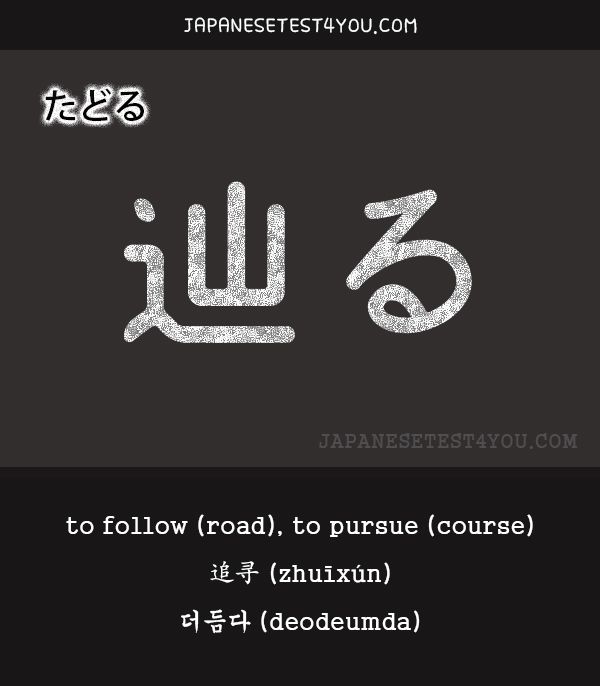 JAPANESETEST4YOU.COM
たどる
辿る
JAPANESETEST4YOU.COM
to follow (road), to pursue (course)
追寻 (zhuīxún)
더듬다 (deodeumda)